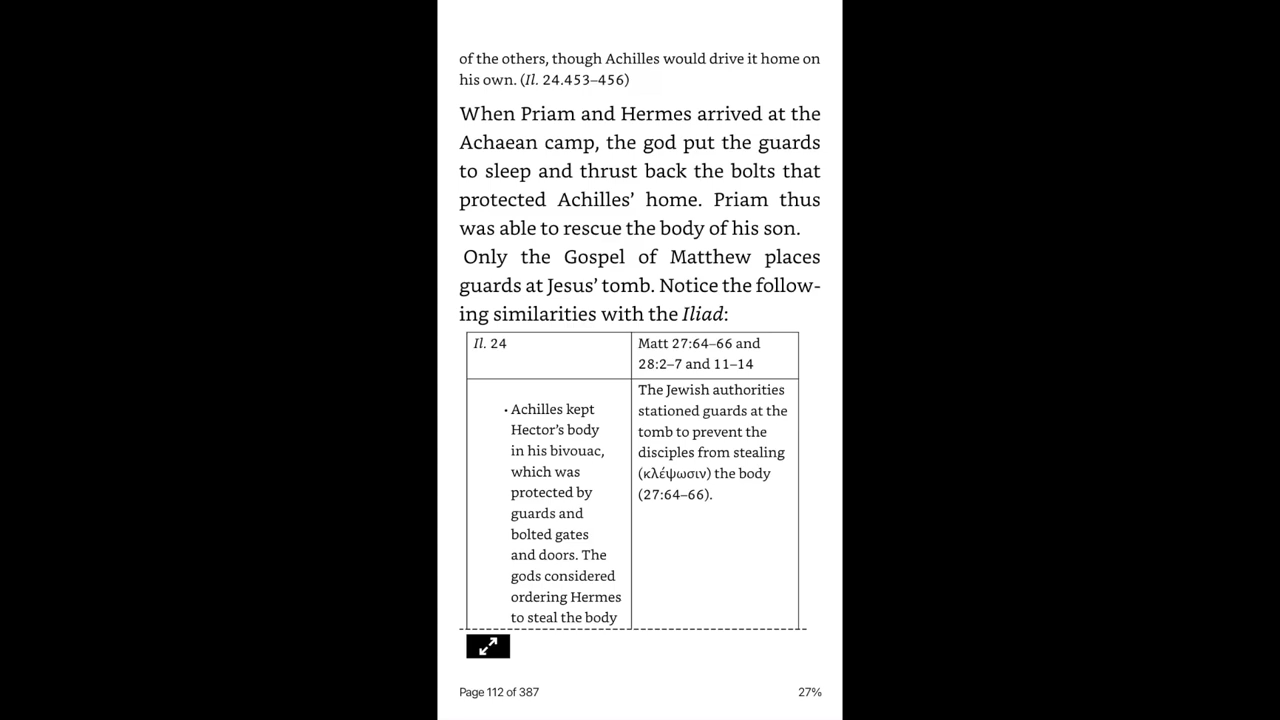 of the others, though Achilles would drive it home on
his own. (Il. 24.453–456)
When Priam and Hermes arrived at the
Achaean camp, the god put the guards
to sleep and thrust back the bolts that
protected Achilles’ home. Priam thus
was able to rescue the body of his son.
Only the Gospel of Matthew places
guards at Jesus’ tomb. Notice the follow-
ing similarities with the Iliad:
Il. 24
Matt 27:64–66 and
28:2–7 and 11–14
• Achilles kept
Hector’s body
in his bivouac,
which was
protected by
guards and
bolted gates
and doors. The
gods considered
ordering Hermes
to steal the body
The Jewish authorities
stationed guards at the
tomb to prevent the
disciples from stealing
(κλέψωσιν) the body
(27:64–66).
Page 112 of 387
27%